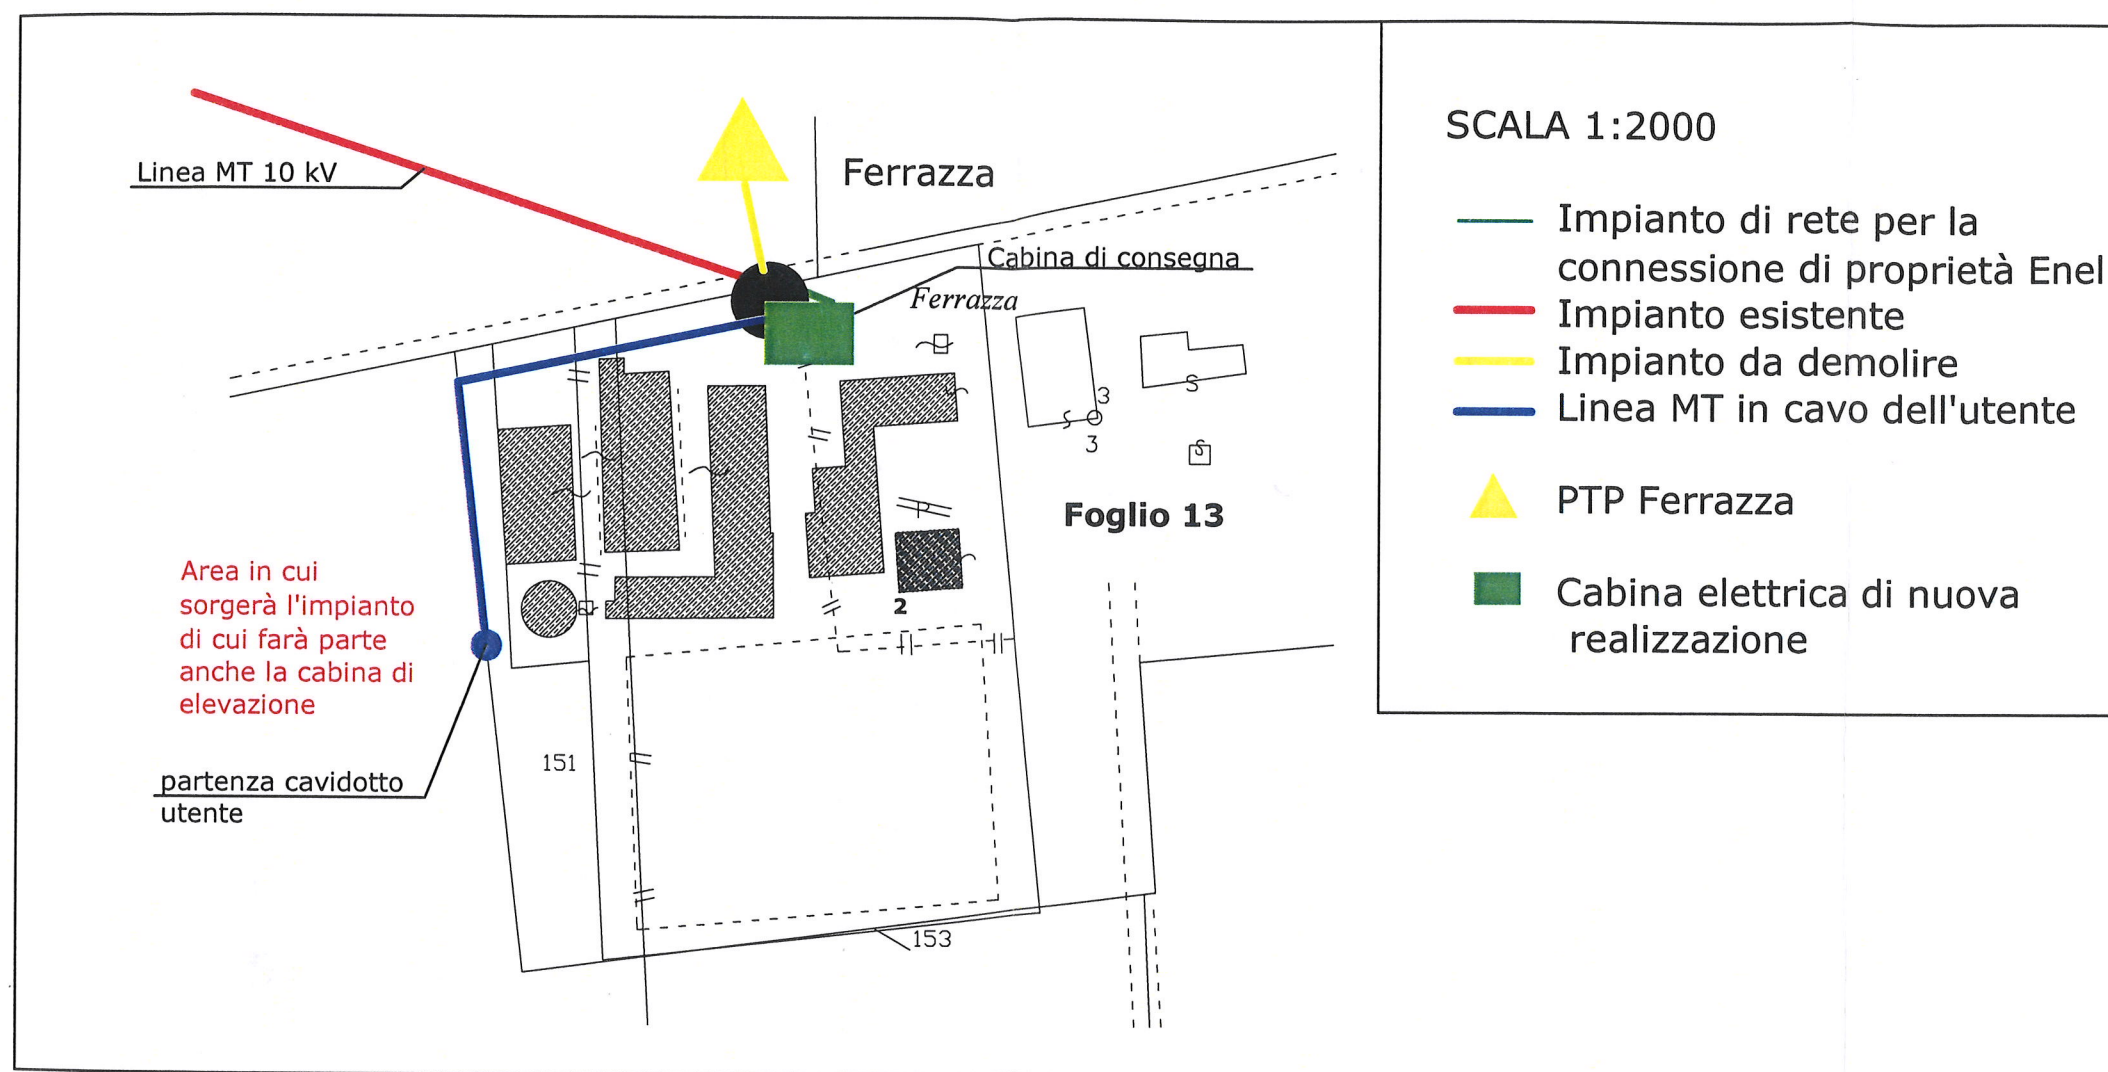 Linea MT 10 kV
Ferrazza
Cabina di consegna
Ferrazza
3
3
S
S
S
Foglio 13
P
2
Area in cui
sorgerà l'impianto
di cui farà parte
anche la cabina di
elevazione
151
partenza cavidotto
utente
153
SCALA 1:2000
Impianto di rete per la
connessione di proprietà Enel
Impianto esistente
Impianto da demolire
Linea MT in cavo dell'utente
PTP Ferrazza
Cabina elettrica di nuova
realizzazione